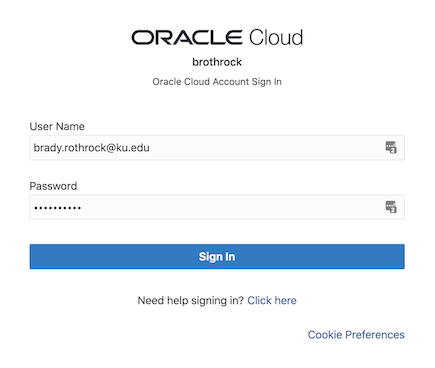 ORACLE Cloud
brothrock
Oracle Cloud Account Sign In
User Name
brady.rothrock@ku.edu
Password
••••••••••
Sign In
Need help signing in? Click here
Cookie Preferences